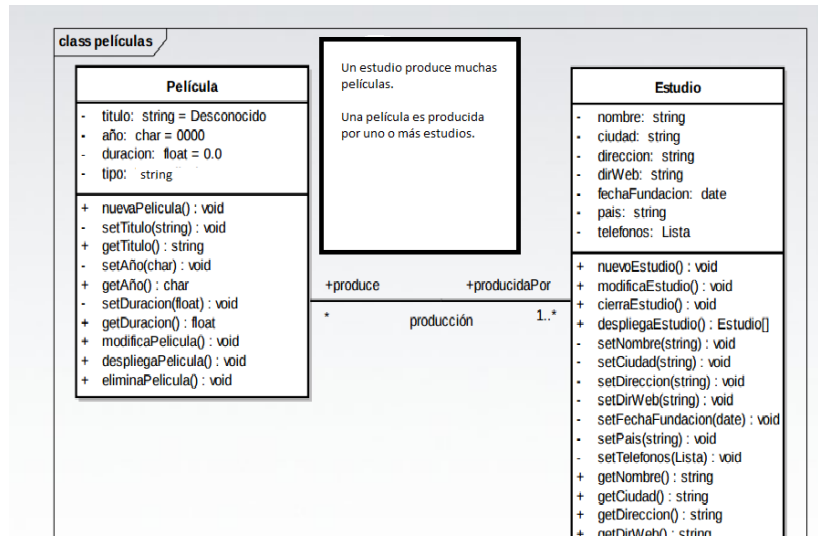 class películas
Película
- titulo: string = Desconocido
- año: char = 0000
- duracion: float = 0.0
- tipo: string
+ nuevaPelicula() : void
- setTitulo(string) : void
+ getTitulo() : string
- setAño(char) : void
+ getAño() : char
- setDuracion(float) : void
+ getDuracion() : float
+ modificaPelicula() : void
+ despliegaPelicula() : void
+ eliminaPelicula() : void
Un estudio produce muchas
películas.
Una película es producida
por uno o más estudios.
+produce
+producidaPor
*
producción
1..*
Estudio
- nombre: string
- ciudad: string
- direccion: string
- dirWeb: string
- fechaFundacion: date
- pais: string
- telefonos: Lista
+ nuevoEstudio() : void
+ modificaEstudio() : void
+ cierraEstudio() : void
+ despliegaEstudio() : Estudio[]
- setNombre(string) : void
- setCiudad(string) : void
- setDireccion(string) : void
- setDirWeb(string) : void
- setFechaFundacion(date) : void
- setPais(string) : void
- setTelefonos(Lista) : void
+ getNombre() : string
+ getCiudad() : string
+ getDireccion() : string
+ getDirWeb() : string